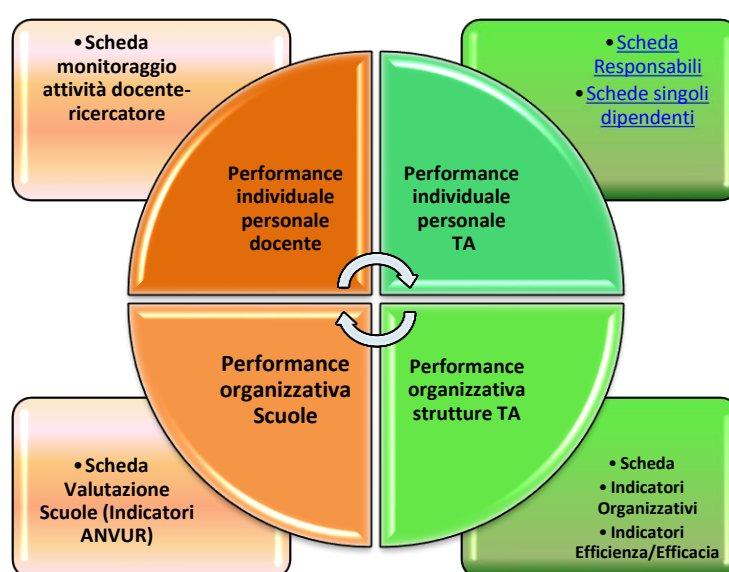 •Scheda
monitoraggio
attività docente-
ricercatore
•Scheda
Responsabili
•Schede singoli
dipendenti
Performance
individuale
personale
docente
Performance
individuale
personale
TA
Performance
organizzativa
Scuole
Performance
organizzativa
strutture TA
•Scheda
Valutazione
Scuole (Indicatori
ANVUR)
•Scheda
•Indicatori
Organizzativi
•Indicatori
Efficienza/Efficacia